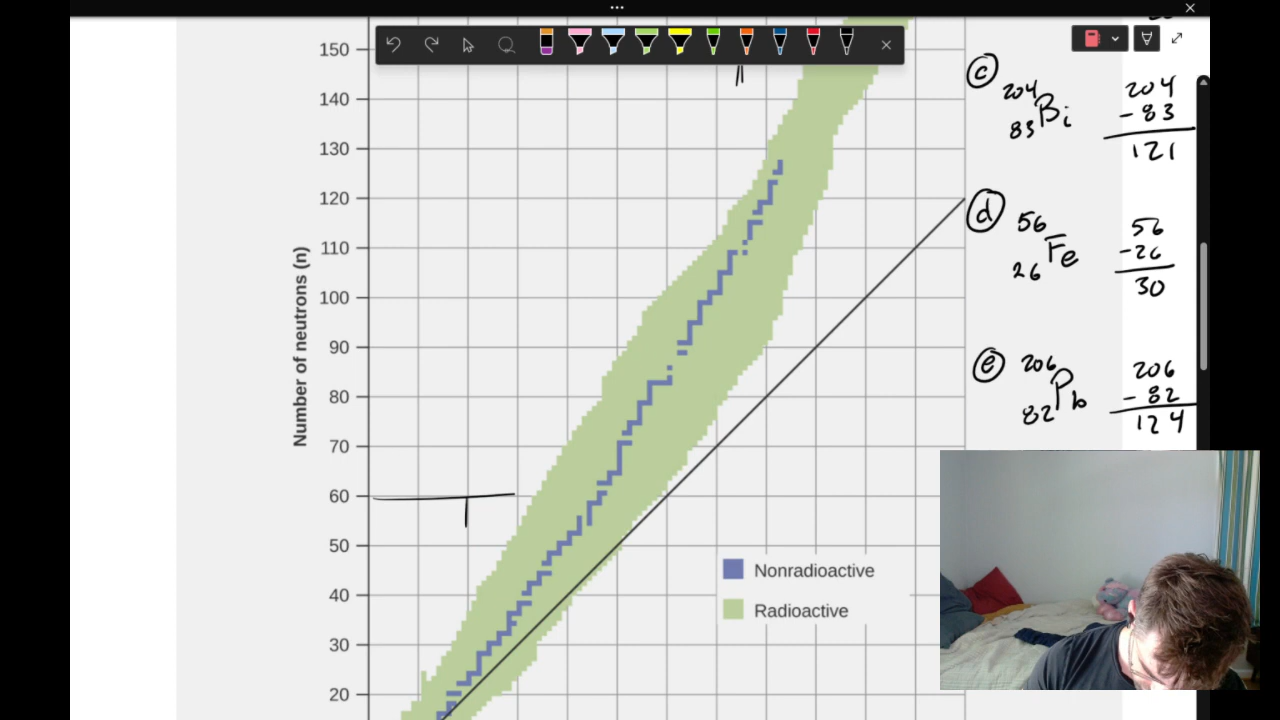 150
140
130
120
110
100
90
80
70
60
50
40
30
20
Number of neutrons (n)
Nonradioactive
Radioactive
c
204
83 Bi
204
- 83
121
d
56
26 Fe
56
-26
30
e
206
82 Pb
206
- 82
124